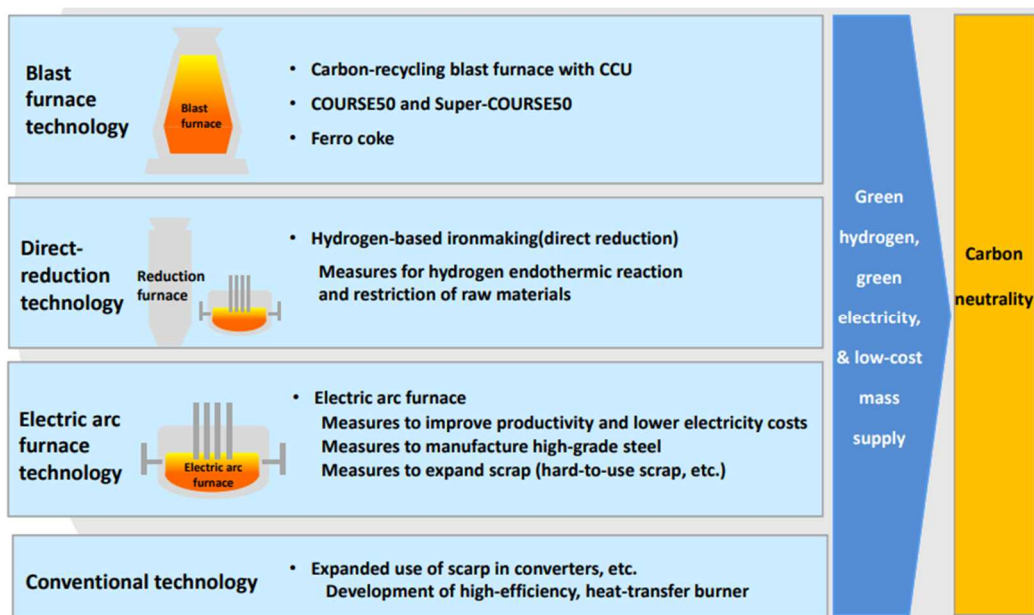 Blast
furnace
technology
Blast
furnace
• Carbon-recycling blast furnace with CCU
• COURSE50 and Super-COURSE50
• Ferro coke
Direct-
reduction
technology
Reduction
furnace
• Hydrogen-based ironmaking(direct reduction)
Measures for hydrogen endothermic reaction
and restriction of raw materials
Electric arc
furnace
technology
Electric arc
furnace
• Electric arc furnace
Measures to improve productivity and lower electricity costs
Measures to manufacture high-grade steel
Measures to expand scrap (hard-to-use scrap, etc.)
Conventional technology
• Expanded use of scarp in converters, etc.
Development of high-efficiency, heat-transfer burner
Green
hydrogen,
green
electricity,
& low-cost
mass
supply
Carbon
neutrality